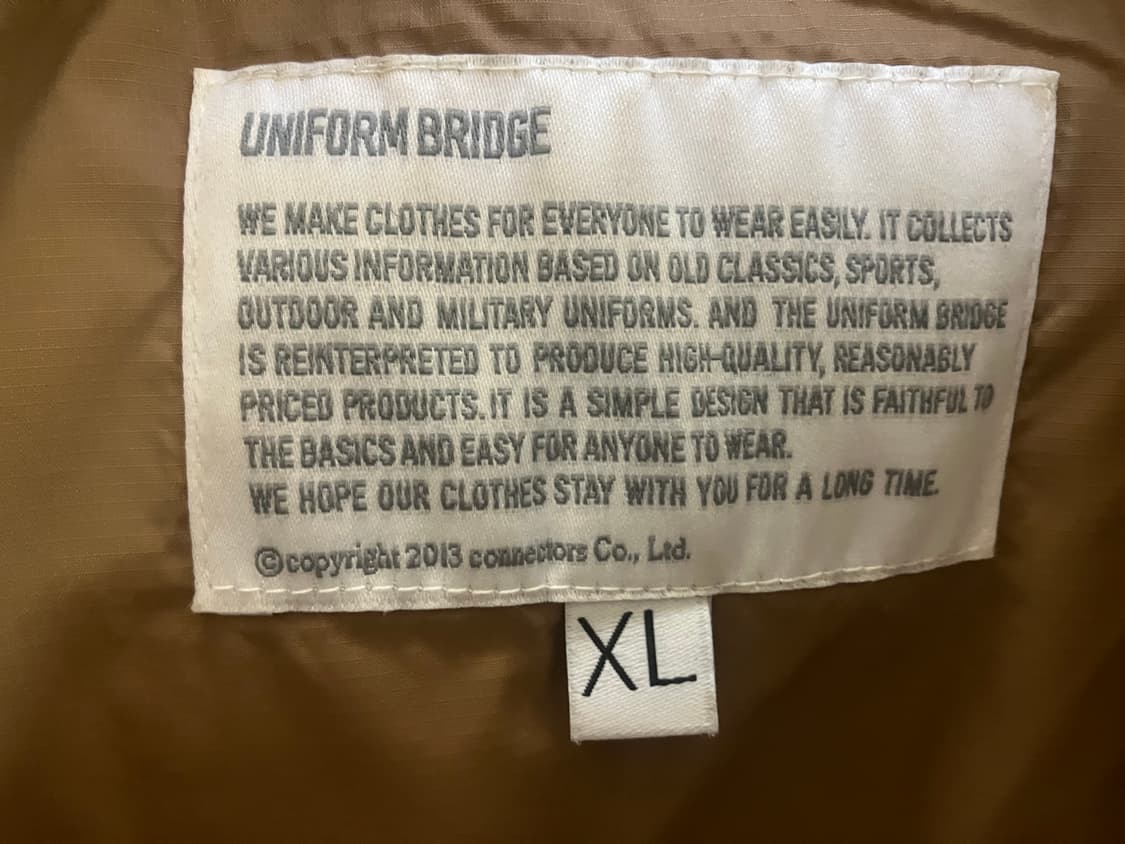 UNIFORM BRIDGE
WE MAKE CLOTHES FOR EVERYONE TO WEAR EASILY. IT COLLECTS
VARIOUS INFORMATION BASED ON OLD CLASSICS, SPORTS,
OUTDOOR AND MILITARY UNIFORMS. AND THE UNIFORM BRIDGE
IS REINTERPRETED TO PRODUCE HIGH-QUALITY, REASONABLY
PRICED PRODUCTS. IT IS A SIMPLE DESIGN THAT IS FAITHFUL TO
THE BASICS AND EASY FOR ANYONE TO WEAR.
WE HOPE OUR CLOTHES STAY WITH YOU FOR A LONG TIME.
©copyright 2013 connectors Co., Ltd.
XL